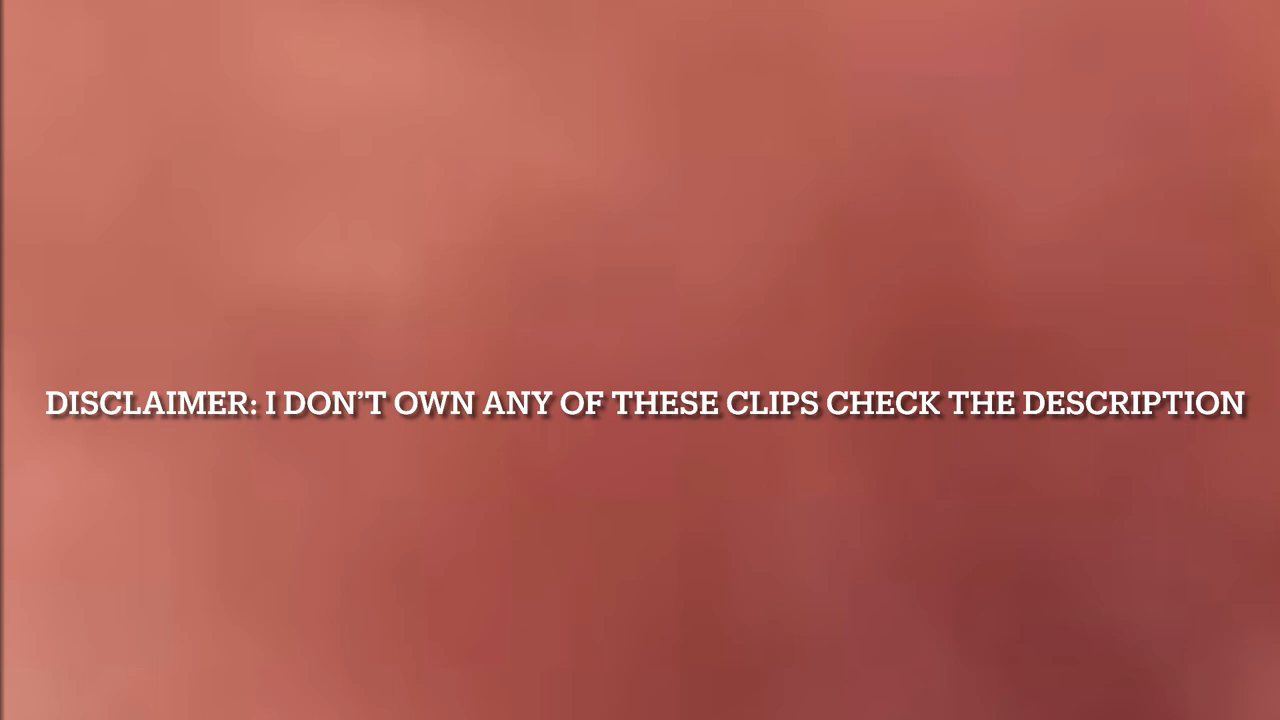 DISCLAIMER: I DON’T OWN ANY OF THESE CLIPS CHECK THE DESCRIPTION